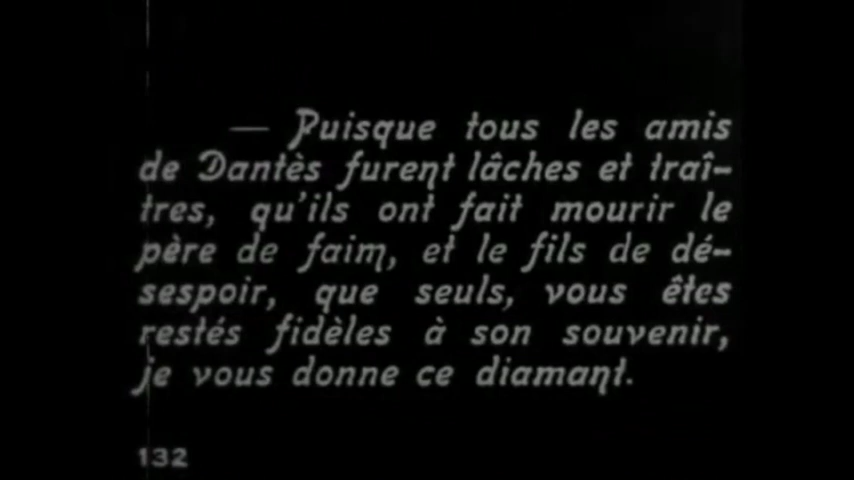 — Puisque tous les amis
de Dantès furent lâches et traî-
tres, qu'ils ont fait mourir le
père de faim, et le fils de dé-
sespoir, que seuls, vous êtes
restés fidèles à son souvenir,
je vous donne ce diamant.
132